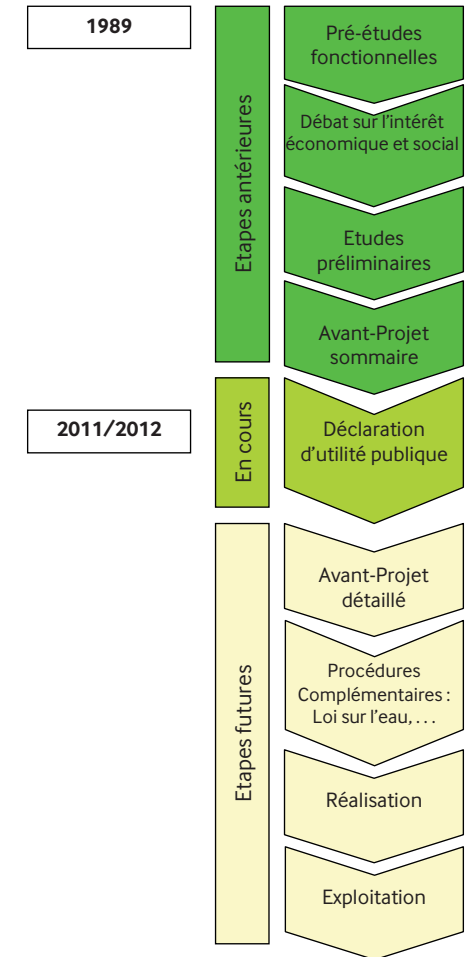 1989
Etapes antérieures
Pré-études
fonctionnelles
Débat sur l'intérêt
économique et social
Etudes
préliminaires
Avant-Projet
sommaire
2011/2012
En cours
Déclaration
d'utilité publique
Etapes futures
Avant-Projet
détaillé
Procédures
Complémentaires :
Loi sur l'eau, ...
Réalisation
Exploitation